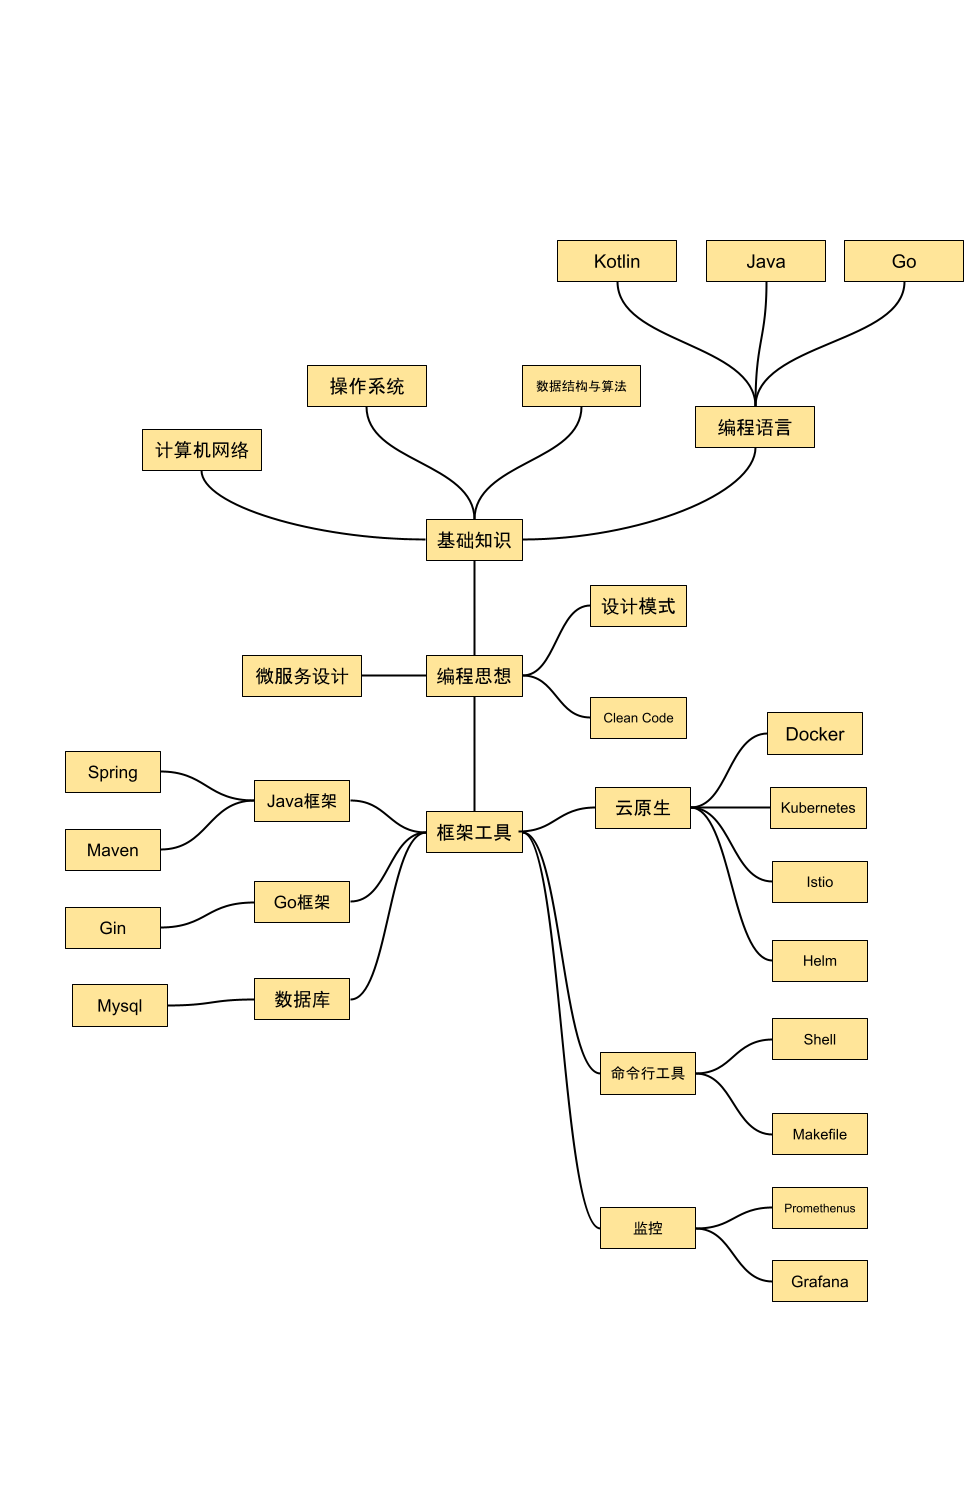 Kotlin
Java
Go
操作系统
数据结构与算法
编程语言
计算机网络
基础知识
设计模式
微服务设计
编程思想
Clean Code
Docker
Spring
Java框架
云原生
Kubernetes
框架工具
Maven
Istio
Go框架
Gin
Helm
Mysql
数据库
Shell
命令行工具
Makefile
Promethenus
监控
Grafana